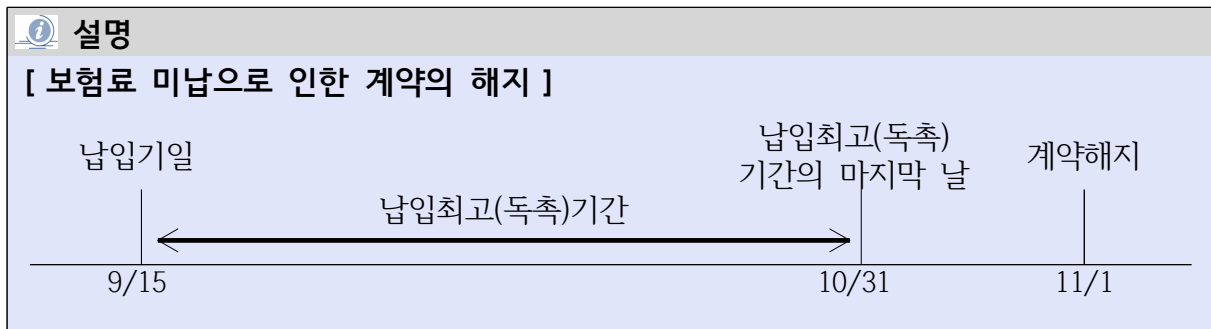 설명
[ 보험료 미납으로 인한 계약의 해지 ]
납입기일
납입최고(독촉)
기간의 마지막 날
계약해지
납입최고(독촉)기간
9/15
10/31
11/1